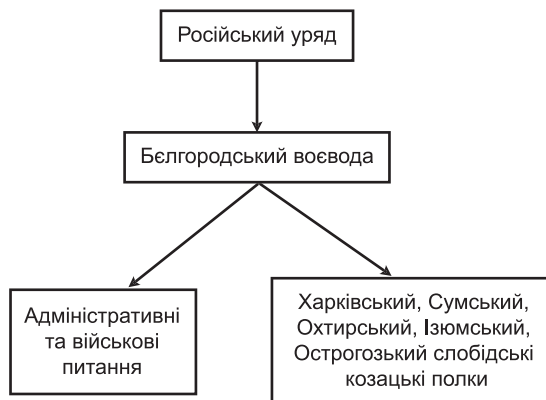 Російський уряд
Бєлгородський воєвода
Адміністративні
та військові
питання
Харківський, Сумський,
Охтирський, Ізюмський,
Острогозький слобідські
козацькі полки